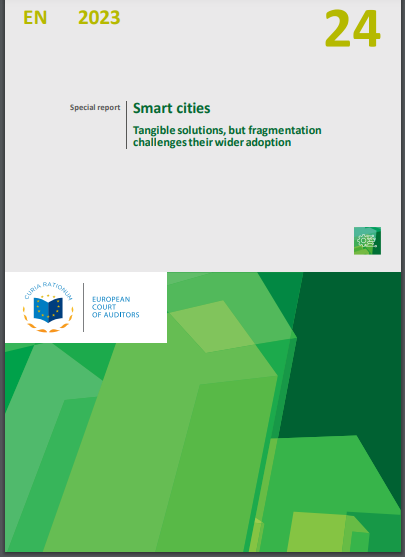 EN 2023
24
Special report
Smart cities
Tangible solutions, but fragmentation
challenges their wider adoption
CURIA RATIONUM
EUROPEAN
COURT
OF AUDITORS